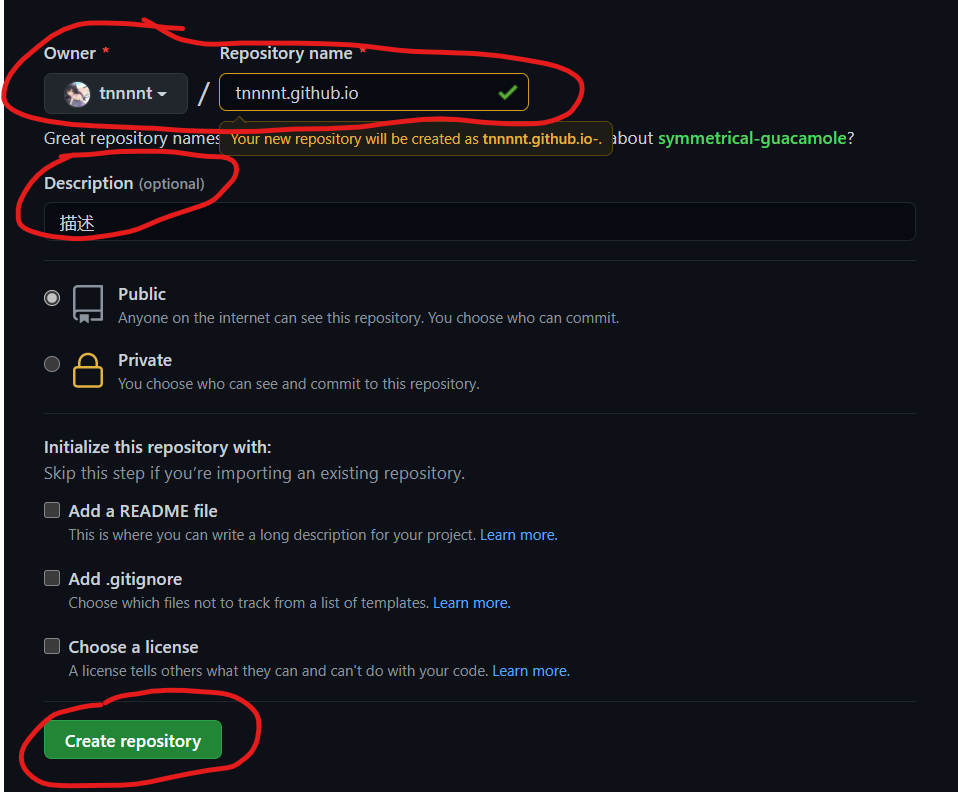 Owner * Repository name *
tnnnnt / tnnnnt.github.io
Great repository names Your new repository will be created as tnnnnt.github.io-. about symmetrical-guacamole?
Description (optional)
描述
Public
Anyone on the internet can see this repository. You choose who can commit.
Private
You choose who can see and commit to this repository.
Initialize this repository with:
Skip this step if you're importing an existing repository.
Add a README file
This is where you can write a long description for your project. Learn more.
Add .gitignore
Choose which files not to track from a list of templates. Learn more.
Choose a license
A license tells others what they can and can't do with your code. Learn more.
Create repository